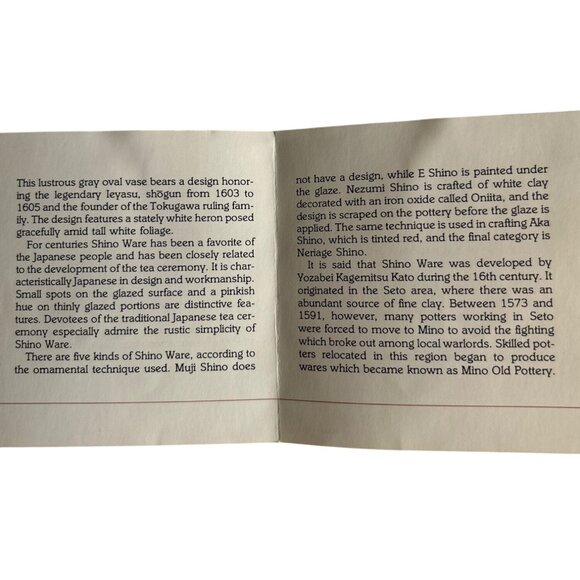 This lustrous gray oval vase bears a design honor-
ing the legendary Ieyasu, shōgun from 1603 to
1605 and the founder of the Tokugawa ruling fam-
ily. The design features a stately white heron posed
gracefully amid tall white foliage.
For centuries Shino Ware has been a favorite of
the Japanese people and has been closely related
to the development of the tea ceremony. It is char-
acteristically Japanese in design and workmanship.
Small spots on the glazed surface and a pinkish
hue on thinly glazed portions are distinctive fea-
tures. Devotees of the traditional Japanese tea cer-
emony especially admire the rustic simplicity of
Shino Ware.
There are five kinds of Shino Ware, according to
the ornamental technique used. Muji Shino does
not have a design, while E Shino is painted under
the glaze. Nezumi Shino is crafted of white clay
decorated with an iron oxide called Oniita, and the
design is scraped on the pottery before the glaze is
applied. The same technique is used in crafting Aka
Shino, which is tinted red, and the final category is
Neriage Shino.
It is said that Shino Ware was developed by
Yozabei Kagemitsu Kato during the 16th century. It
originated in the Seto area, where there was an
abundant source of fine clay. Between 1573 and
1591, however, many potters working in Seto
were forced to move to Mino to avoid the fighting
which broke out among local warlords. Skilled pot-
ters relocated in this region began to produce
wares which became known as Mino Old Pottery.